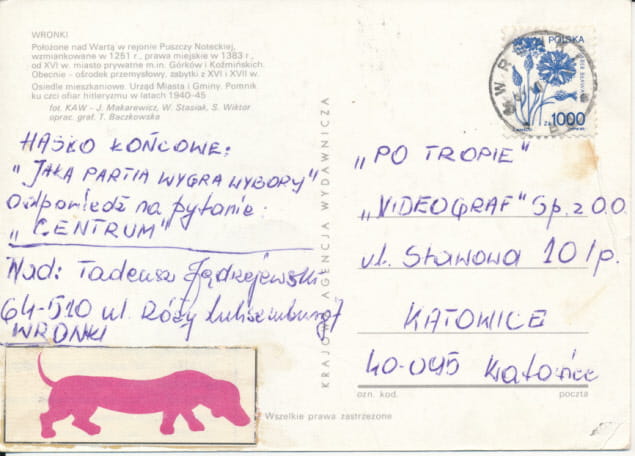 WRONKI
Położone nad Wartą w rejonie Puszczy Noteckiej,
wzmiankowane w 1251 r., prawa miejskie w 1383 r.,
od XVI w. miasto prywatne m.in. Górków i Koźmińskich.
Obecnie – ośrodek przemysłowy, zabytki z XVI i XVII w.
Osiedle mieszkaniowe. Urząd Miasta i Gminy. Pomnik
ku czci ofiar hitleryzmu w latach 1940–45
fot. KAW – J. Makarewicz, W. Stasiak, S. Wiktor
oprac. graf. T. Baczkowska
HASŁO KOŃCOWE:
"JAKA PARTIA WYGRA WYBORY"
Odpowiedź na pytanie:
"CENTRUM"
Nad: Tadeusz Jędrzejewski
64-510 ul. Róży Luksemburg 7
WRONKI
KRAJOWA AGENCJA WYDAWNICZA
POLSKA
Zł 1000
"PO TROPIE"
"VIDEOGRAF" Sp. z O.O.
ul. Stawowa 10/p.
KATOWICE
40-095 Katowice
ozn. kod. poczta
Wszelkie prawa zastrzeżone